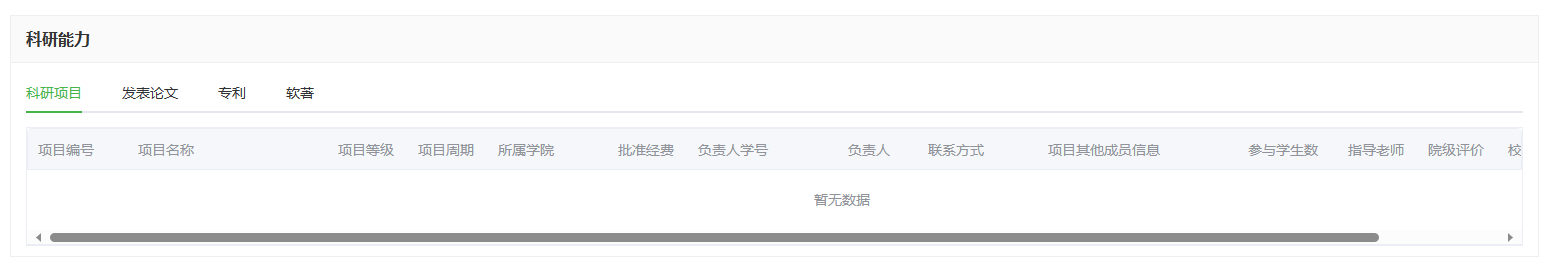 科研能力
科研项目 发表论文 专利 软著
项目编号 项目名称 项目等级 项目周期 所属学院 批准经费 负责人学号 负责人 联系方式 项目其他成员信息 参与学生数 指导老师 院级评价 校
暂无数据